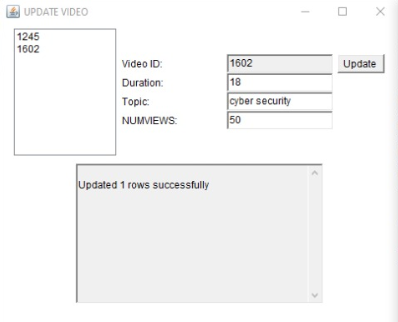 UPDATE VIDEO
1245
1602
Video ID: 1602 Update
Duration: 18
Topic: cyber security
NUMVIEWS: 50
Updated 1 rows successfully